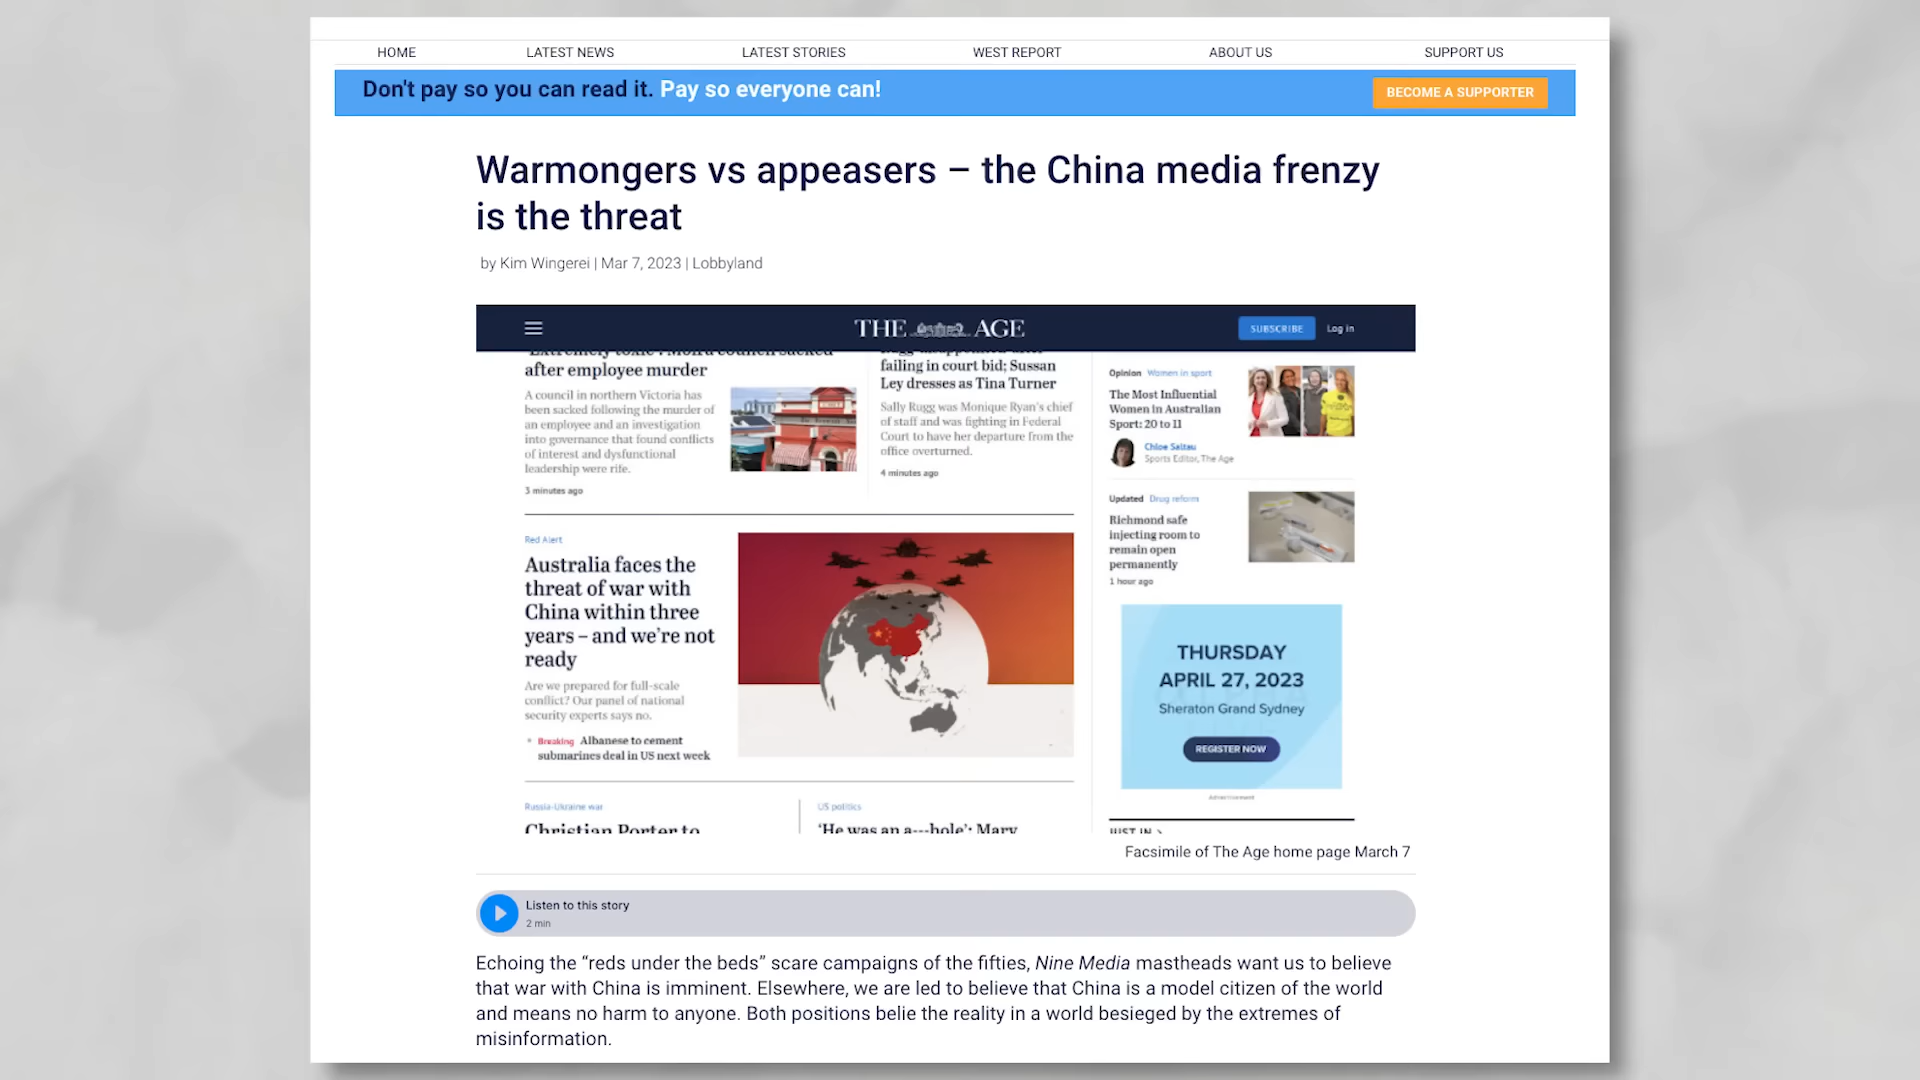 HOME
LATEST NEWS
LATEST STORIES
WEST REPORT
ABOUT US
SUPPORT US
Don't pay so you can read it. Pay so everyone can!
BECOME A SUPPORTER
Warmongers vs appeasers – the China media frenzy
is the threat
by Kim Wingerei | Mar 7, 2023 | Lobbyland
THE AGE
SUBSCRIBE
Log in
'Extremely toxic': Moira council sacked
after employee murder
A council in northern Victoria has
been sacked following the murder of
an employee and an investigation
into governance that found conflicts
of interest and dysfunctional
leadership were rife.
3 minutes ago
failing in court bid; Sussan
Ley dresses as Tina Turner
Sally Rugg was Monique Ryan's chief
of staff and was fighting in Federal
Court to have her departure from the
office overturned.
4 minutes ago
Opinion Women in sport
The Most Influential
Women in Australian
Sport: 20 to 11
Chloe Saltau
Sports Editor, The Age
Updated Drug reform
Richmond safe
injecting room to
remain open
permanently
1 hour ago
Red Alert
Australia faces the
threat of war with
China within three
years – and we're not
ready
Are we prepared for full-scale
conflict? Our panel of national
security experts says no.
Breaking Albanese to cement
submarines deal in US next week
THURSDAY
APRIL 27, 2023
Sheraton Grand Sydney
REGISTER NOW
Advertisement
Russia-Ukraine war
Christian Porter to
US politics
'He was an a---hole': Mary
JUST IN >
Facsimile of The Age home page March 7
Listen to this story
2 min
Echoing the “reds under the beds” scare campaigns of the fifties, Nine Media mastheads want us to believe
that war with China is imminent. Elsewhere, we are led to believe that China is a model citizen of the world
and means no harm to anyone. Both positions belie the reality in a world besieged by the extremes of
misinformation.